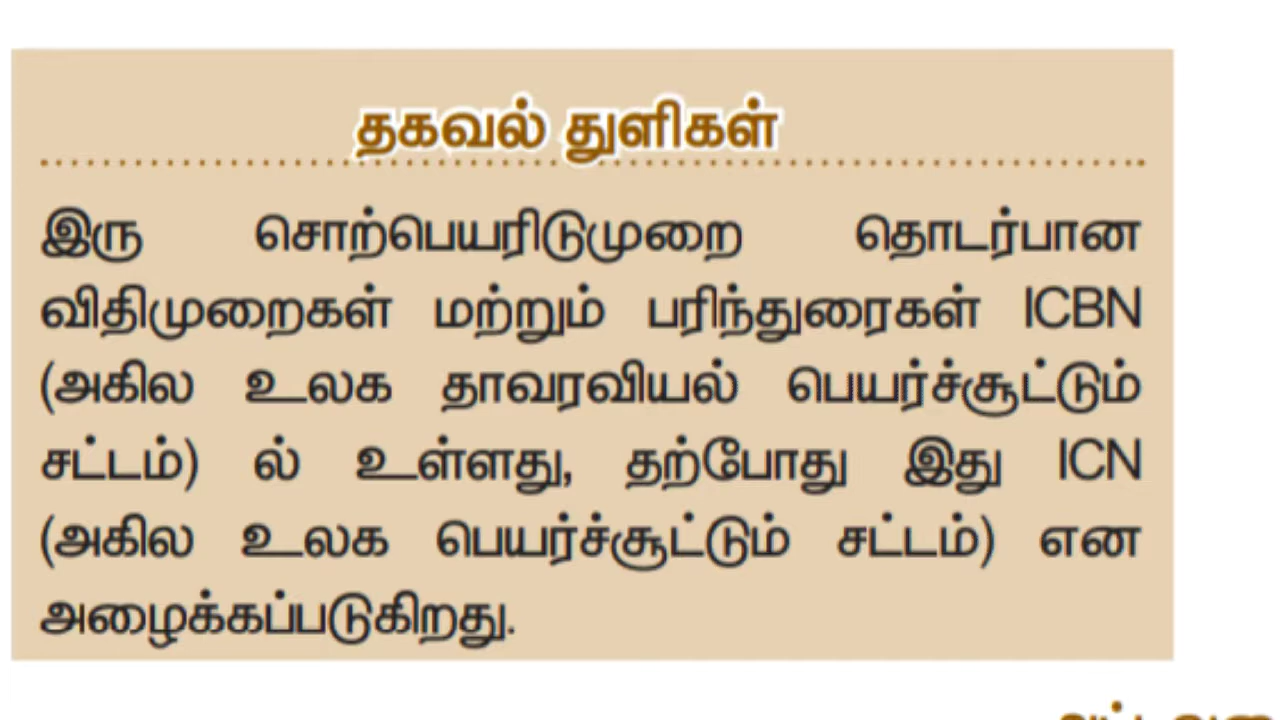 தகவல் துளிகள்
இரு சொற்பெயரிடுமுறை தொடர்பான
விதிமுறைகள் மற்றும் பரிந்துரைகள் ICBN
(அகில உலக தாவரவியல் பெயர்ச்சூட்டும்
சட்டம்) ல் உள்ளது, தற்போது இது ICN
(அகில உலக பெயர்ச்சூட்டும் சட்டம்) என
அழைக்கப்படுகிறது.